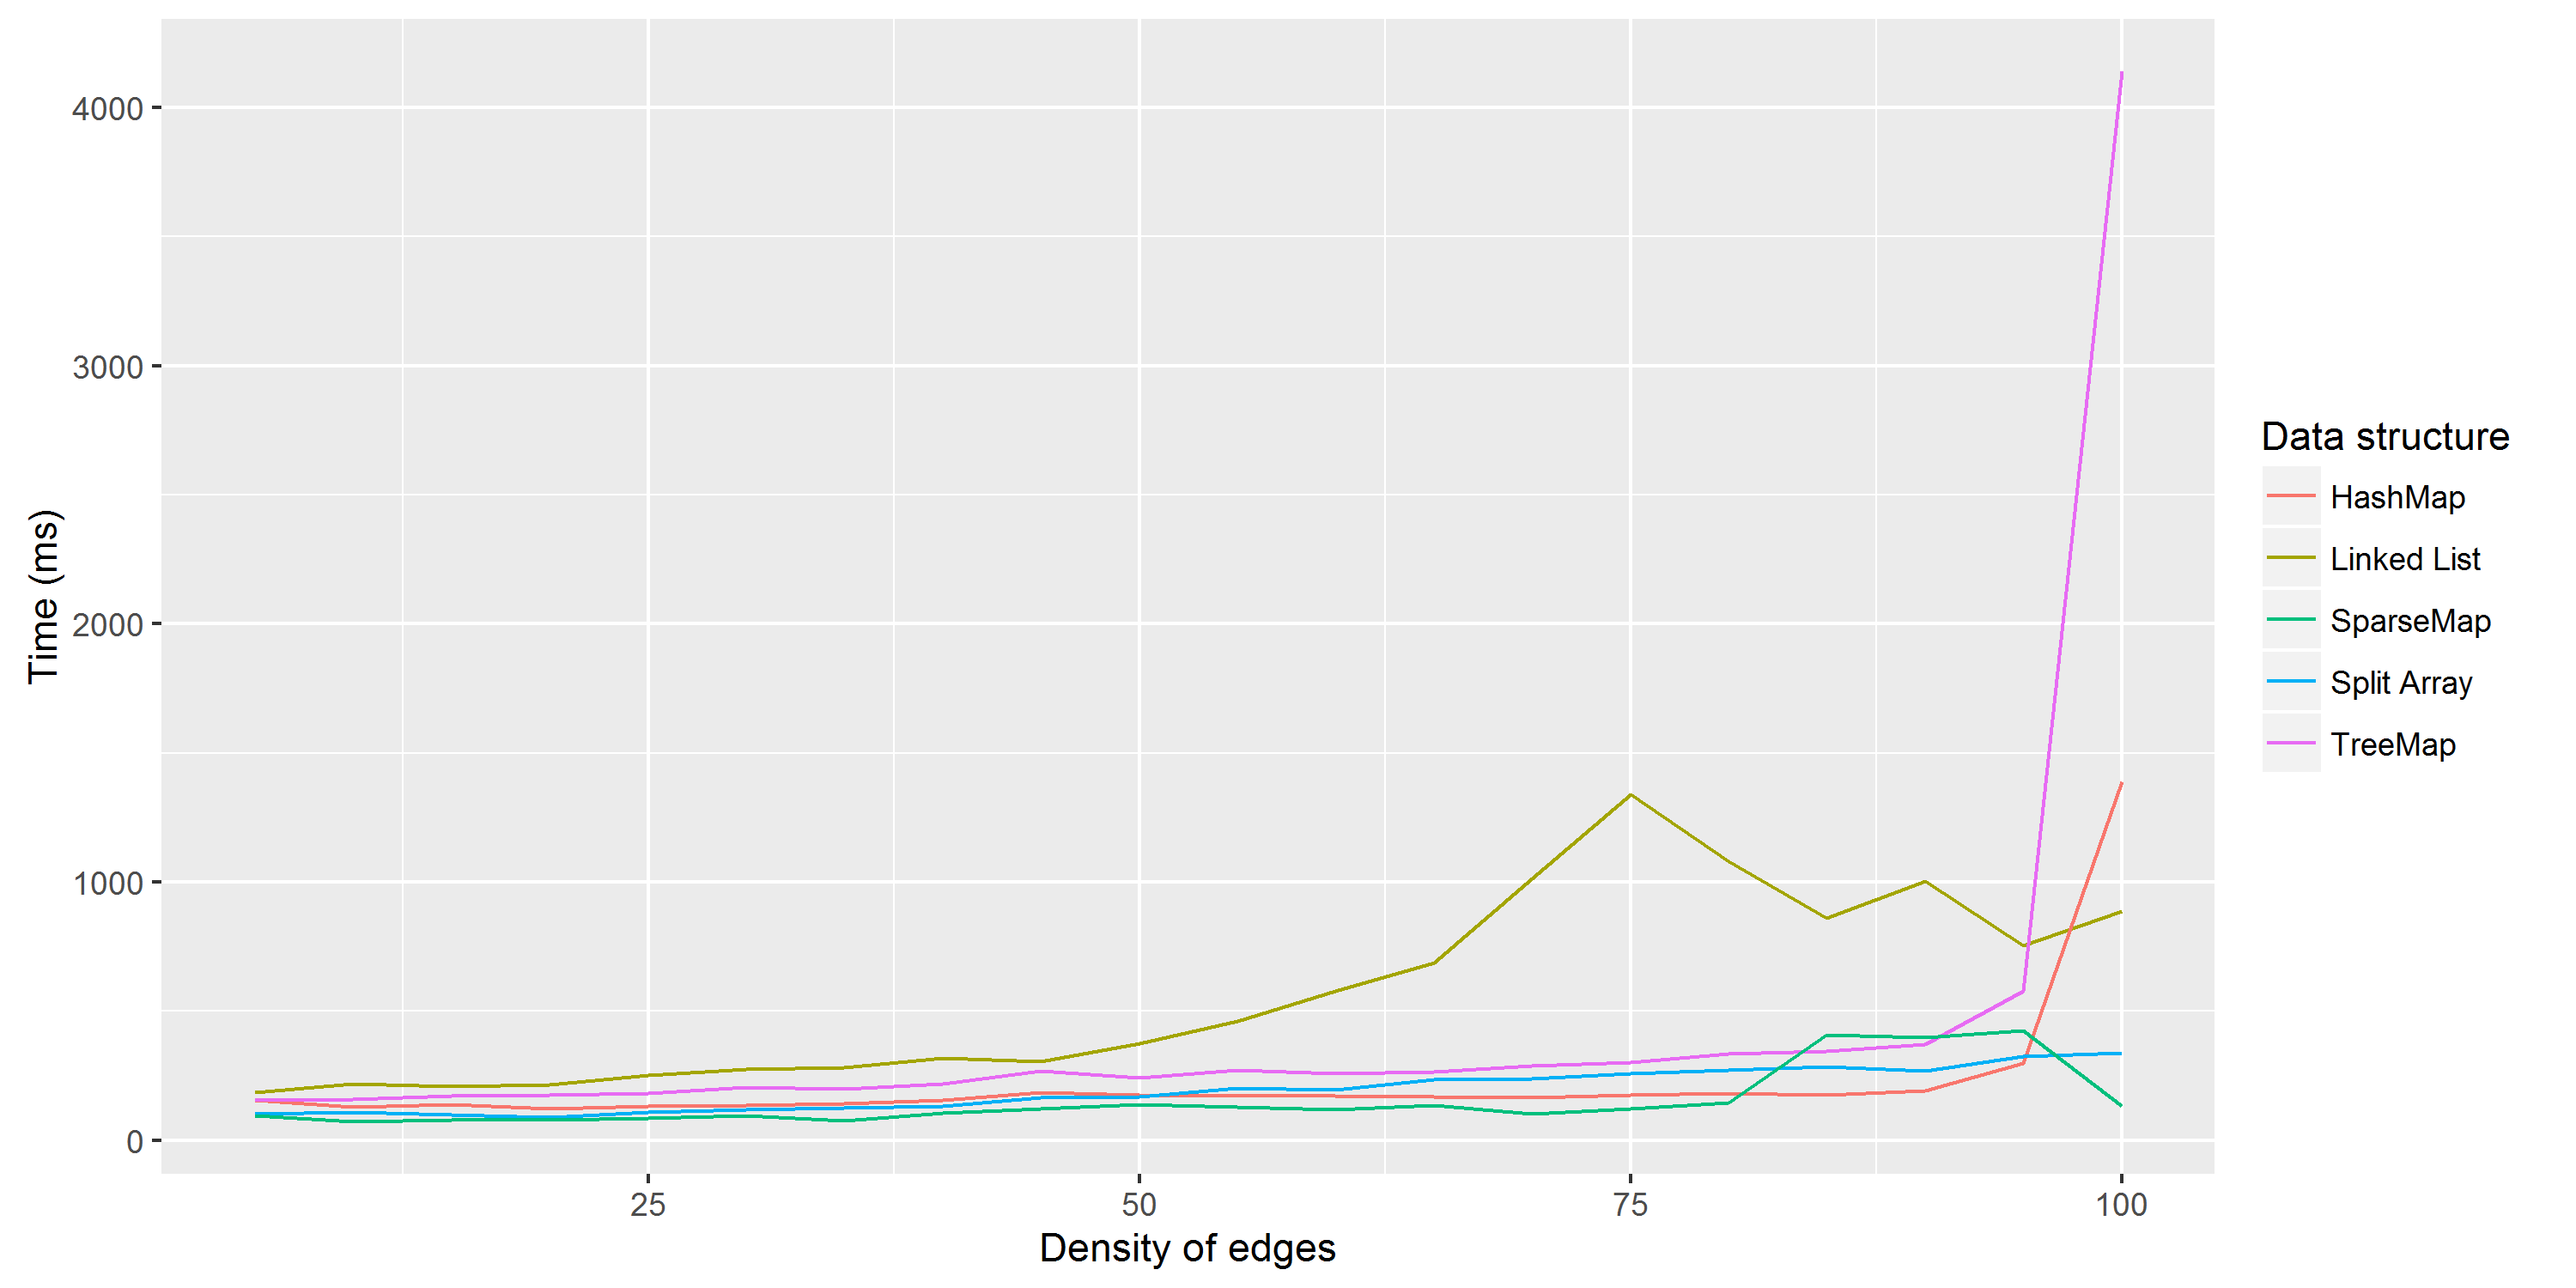 4000
3000
2000
1000
0
Time (ms)
25 50 75 100
Density of edges
Data structure
HashMap
Linked List
SparseMap
Split Array
TreeMap